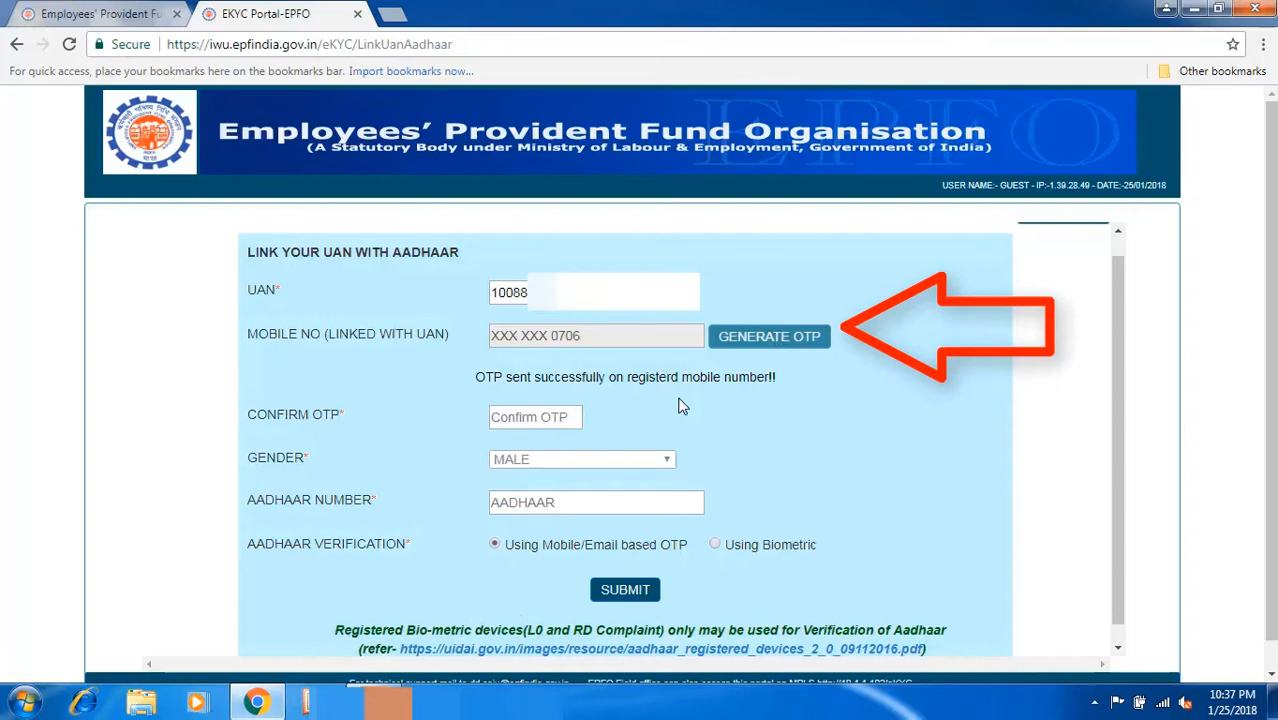 Employees' Provident Fu
EKYC Portal-EPFO
Secure
https://iwu.epfindia.gov.in/eKYC/LinkUanAadhaar
For quick access, place your bookmarks here on the bookmarks bar. Import bookmarks now...
Other bookmarks
Employees' Provident Fund Organisation
(A Statutory Body under Ministry of Labour & Employment, Government of India)
EPFO
USER NAME:- GUEST - IP:-1.39.28.49 - DATE:-25/01/2018
LINK YOUR UAN WITH AADHAAR
UAN*
10088
MOBILE NO (LINKED WITH UAN)
XXX XXX 0706
GENERATE OTP
OTP sent successfully on registerd mobile number!!
CONFIRM OTP*
Confirm OTP
GENDER*
MALE
AADHAAR NUMBER*
AADHAAR
AADHAAR VERIFICATION*
Using Mobile/Email based OTP
Using Biometric
SUBMIT
Registered Bio-metric devices(L0 and RD Complaint) only may be used for Verification of Aadhaar
(refer- https://uidai.gov.in/images/resource/aadhaar_registered_devices_2_0_09112016.pdf)
10:37 PM
1/25/2018